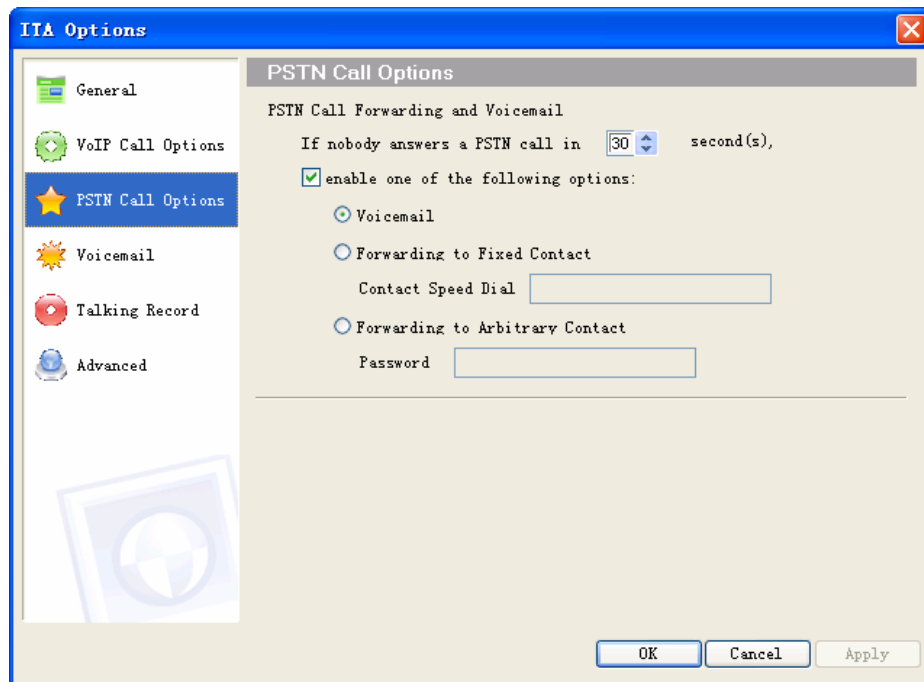 ITA Options
General
VoIP Call Options
PSTN Call Options
Voicemail
Talking Record
Advanced
PSTN Call Options
PSTN Call Forwarding and Voicemail
If nobody answers a PSTN call in 30 second(s),
enable one of the following options:
Voicemail
Forwarding to Fixed Contact
Contact Speed Dial
Forwarding to Arbitrary Contact
Password
OK Cancel Apply